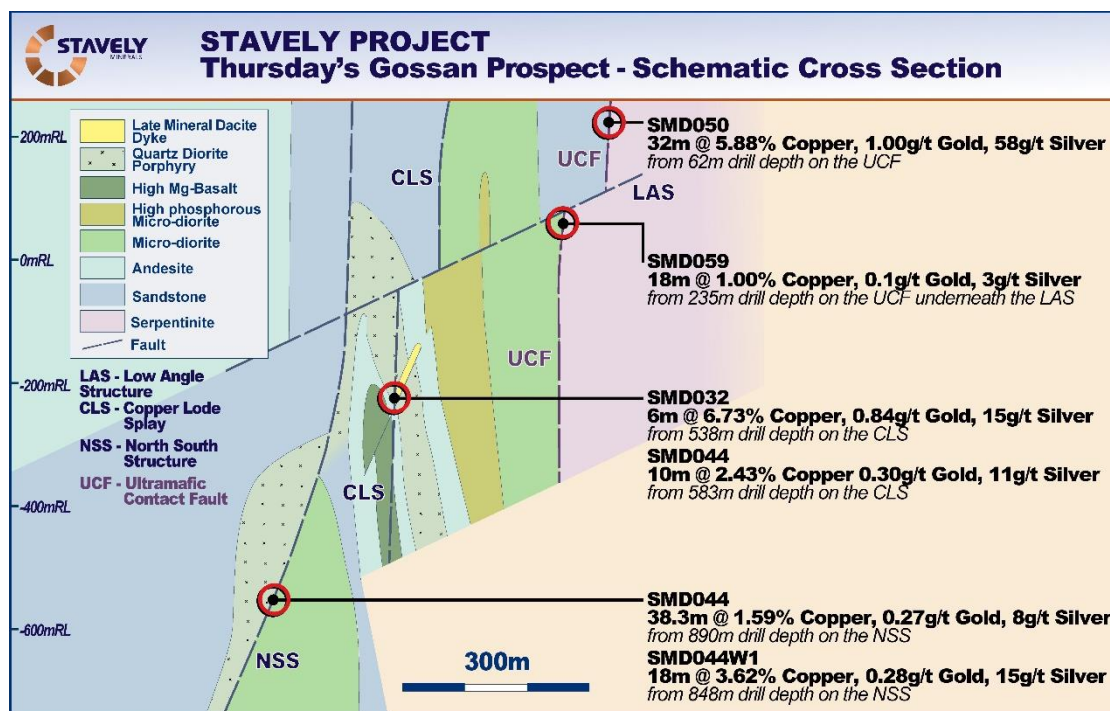 STAVELY
MINERALS
STAVELY PROJECT
Thursday's Gossan Prospect - Schematic Cross Section
200mRL
0mRL
-200mRL
-400mRL
-600mRL
Late Mineral Dacite
Dyke
Quartz Diorite
Porphyry
High Mg-Basalt
High phosphorous
Micro-diorite
Micro-diorite
Andesite
Sandstone
Serpentinite
Fault
LAS - Low Angle
Structure
CLS - Copper Lode
Splay
NSS - North South
Structure
UCF - Ultramafic
Contact Fault
CLS
UCF
LAS
UCF
CLS
NSS
300m
SMD050
32m @ 5.88% Copper, 1.00g/t Gold, 58g/t Silver
from 62m drill depth on the UCF
SMD059
18m @ 1.00% Copper, 0.1g/t Gold, 3g/t Silver
from 235m drill depth on the UCF underneath the LAS
SMD032
6m @ 6.73% Copper, 0.84g/t Gold, 15g/t Silver
from 538m drill depth on the CLS
SMD044
10m @ 2.43% Copper 0.30g/t Gold, 11g/t Silver
from 583m drill depth on the CLS
SMD044
38.3m @ 1.59% Copper, 0.27g/t Gold, 8g/t Silver
from 890m drill depth on the NSS
SMD044W1
18m @ 3.62% Copper, 0.28g/t Gold, 15g/t Silver
from 848m drill depth on the NSS